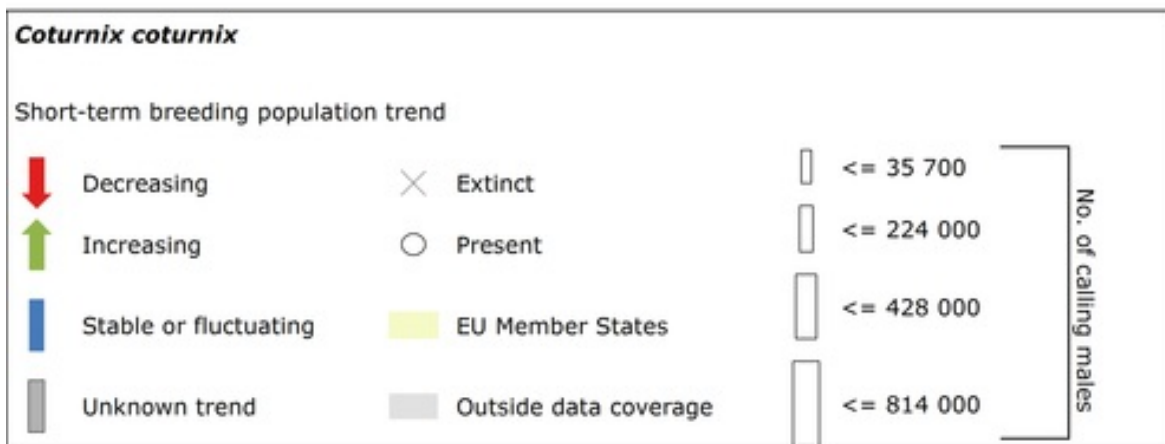 Coturnix coturnix
Short-term breeding population trend
Decreasing
Increasing
Stable or fluctuating
Unknown trend
Extinct
Present
EU Member States
Outside data coverage
<= 35 700
<= 224 000
<= 428 000
<= 814 000
No. of calling males